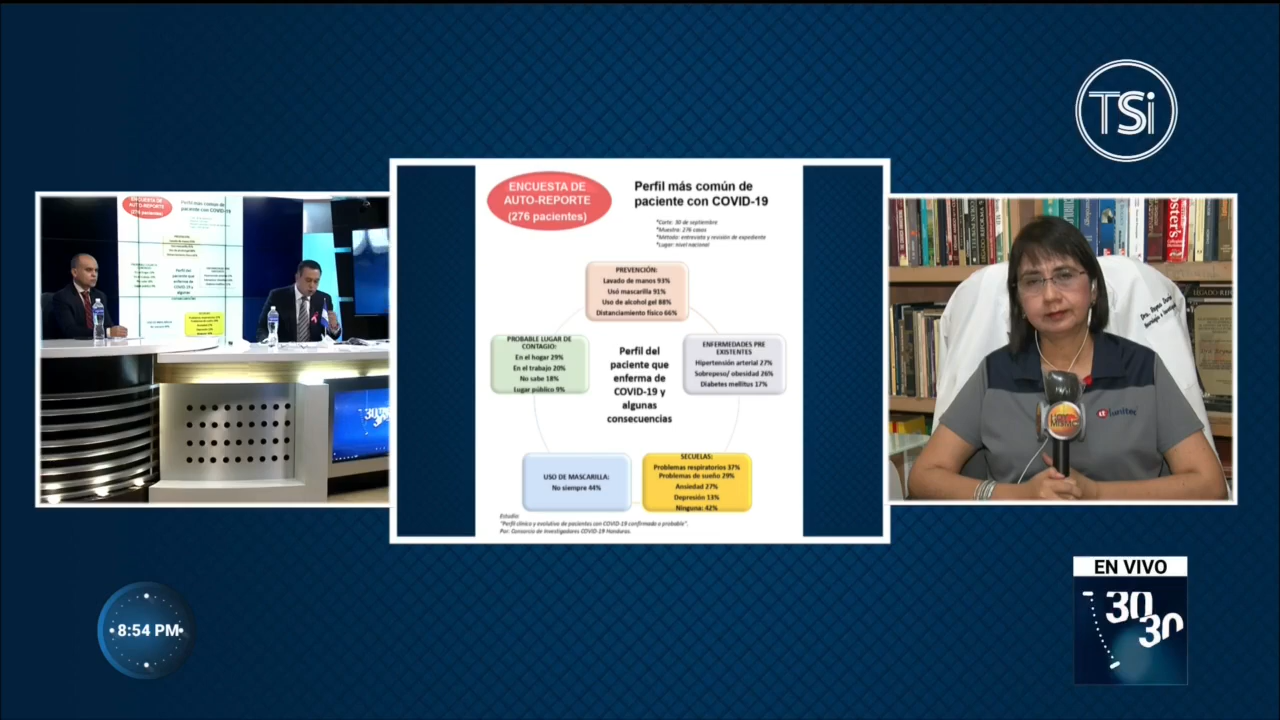 TSi
ENCUESTA DE
AUTO-REPORTE
(276 pacientes)
Perfil más común de
paciente con COVID-19
*Corte: 30 de septiembre
*Muestra: 276 casos
*Método: entrevista y revisión de expediente
*Lugar: nivel nacional
PREVENCIÓN:
Lavado de manos 93%
Usó mascarilla 91%
Uso de alcohol gel 88%
Distanciamiento físico 66%
PROBABLE LUGAR DE
CONTAGIO:
En el hogar 29%
En el trabajo 20%
No sabe 18%
Lugar público 9%
Perfil del
paciente que
enferma de
COVID-19 y
algunas
consecuencias
ENFERMEDADES PRE
EXISTENTES
Hipertensión arterial 27%
Sobrepeso/ obesidad 26%
Diabetes mellitus 17%
USO DE MASCARILLA:
No siempre 44%
SECUELAS:
Problemas respiratorios 37%
Problemas de sueño 29%
Ansiedad 27%
Depresión 13%
Ninguna: 42%
Estudio
"Perfil clínico y evolutivo de pacientes con COVID-19 confirmado o probable".
Por: Consorcio de Investigadores COVID-19 Honduras.
unitec
8:54 PM
EN VIVO
30
30